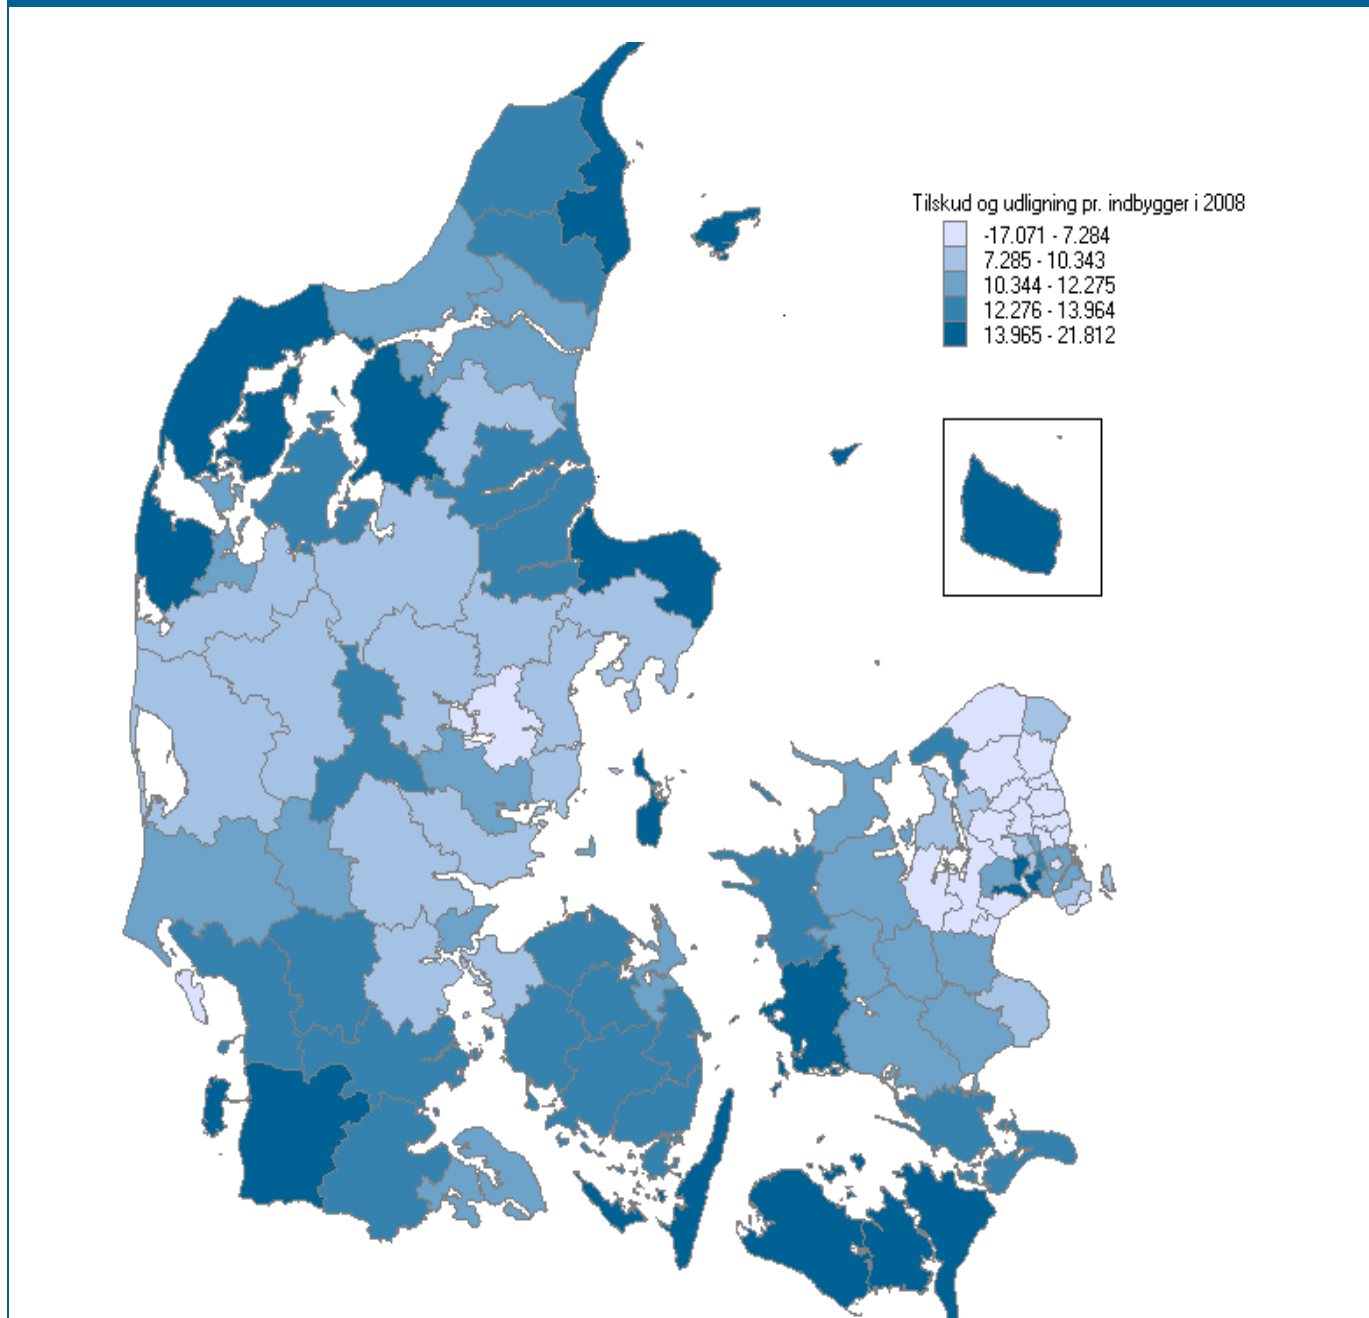 Tilskud og udligning pr. indbygger i 2008
-17.071 - 7.284
7.285 - 10.343
10.344 - 12.275
12.276 - 13.964
13.965 - 21.812